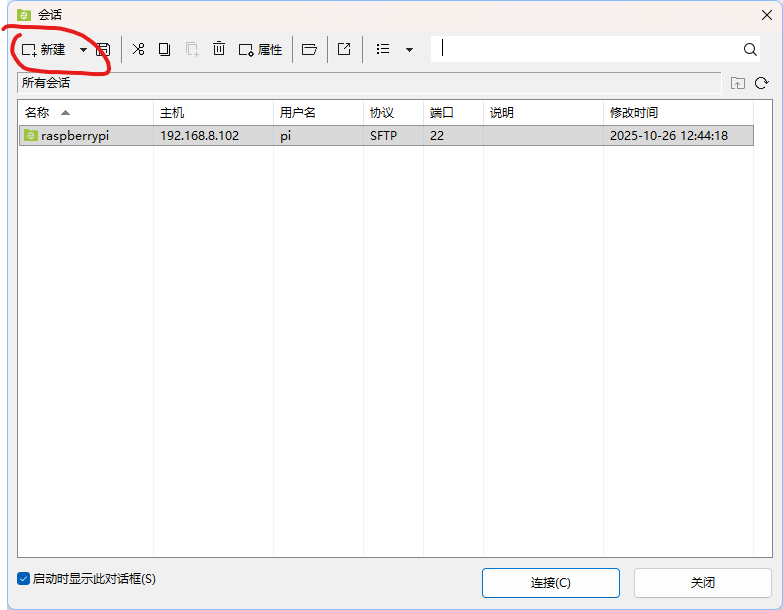 会话
新建 属性
所有会话
名称 主机 用户名 协议 端口 说明 修改时间
raspberrypi 192.168.8.102 pi SFTP 22 2025-10-26 12:44:18
启动时显示此对话框(S) 连接(C) 关闭